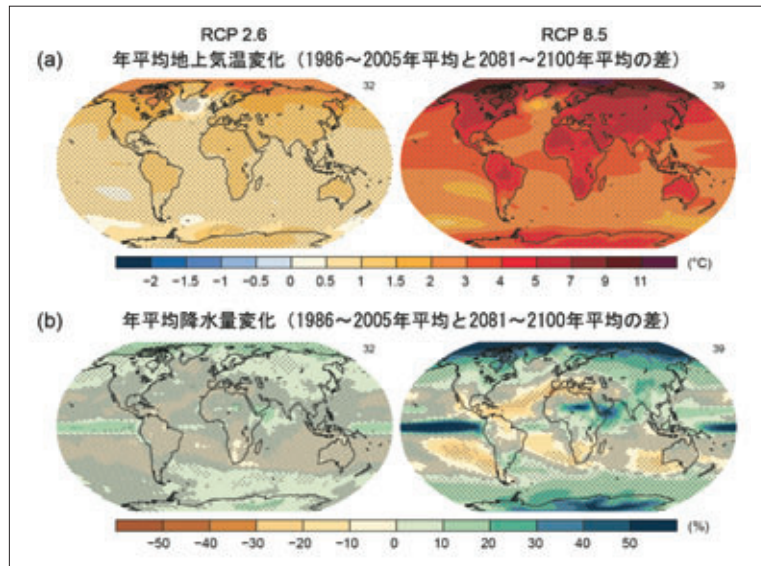 RCP 2.6 RCP 8.5
(a) 年平均地上気温変化（1986～2005年平均と2081～2100年平均の差）
32 39
−2 −1.5 −1 −0.5 0 0.5 1 1.5 2 3 4 5 7 9 11 (℃)
(b) 年平均降水量変化（1986～2005年平均と2081～2100年平均の差）
32 39
−50 −40 −30 −20 −10 0 10 20 30 40 50 (%)